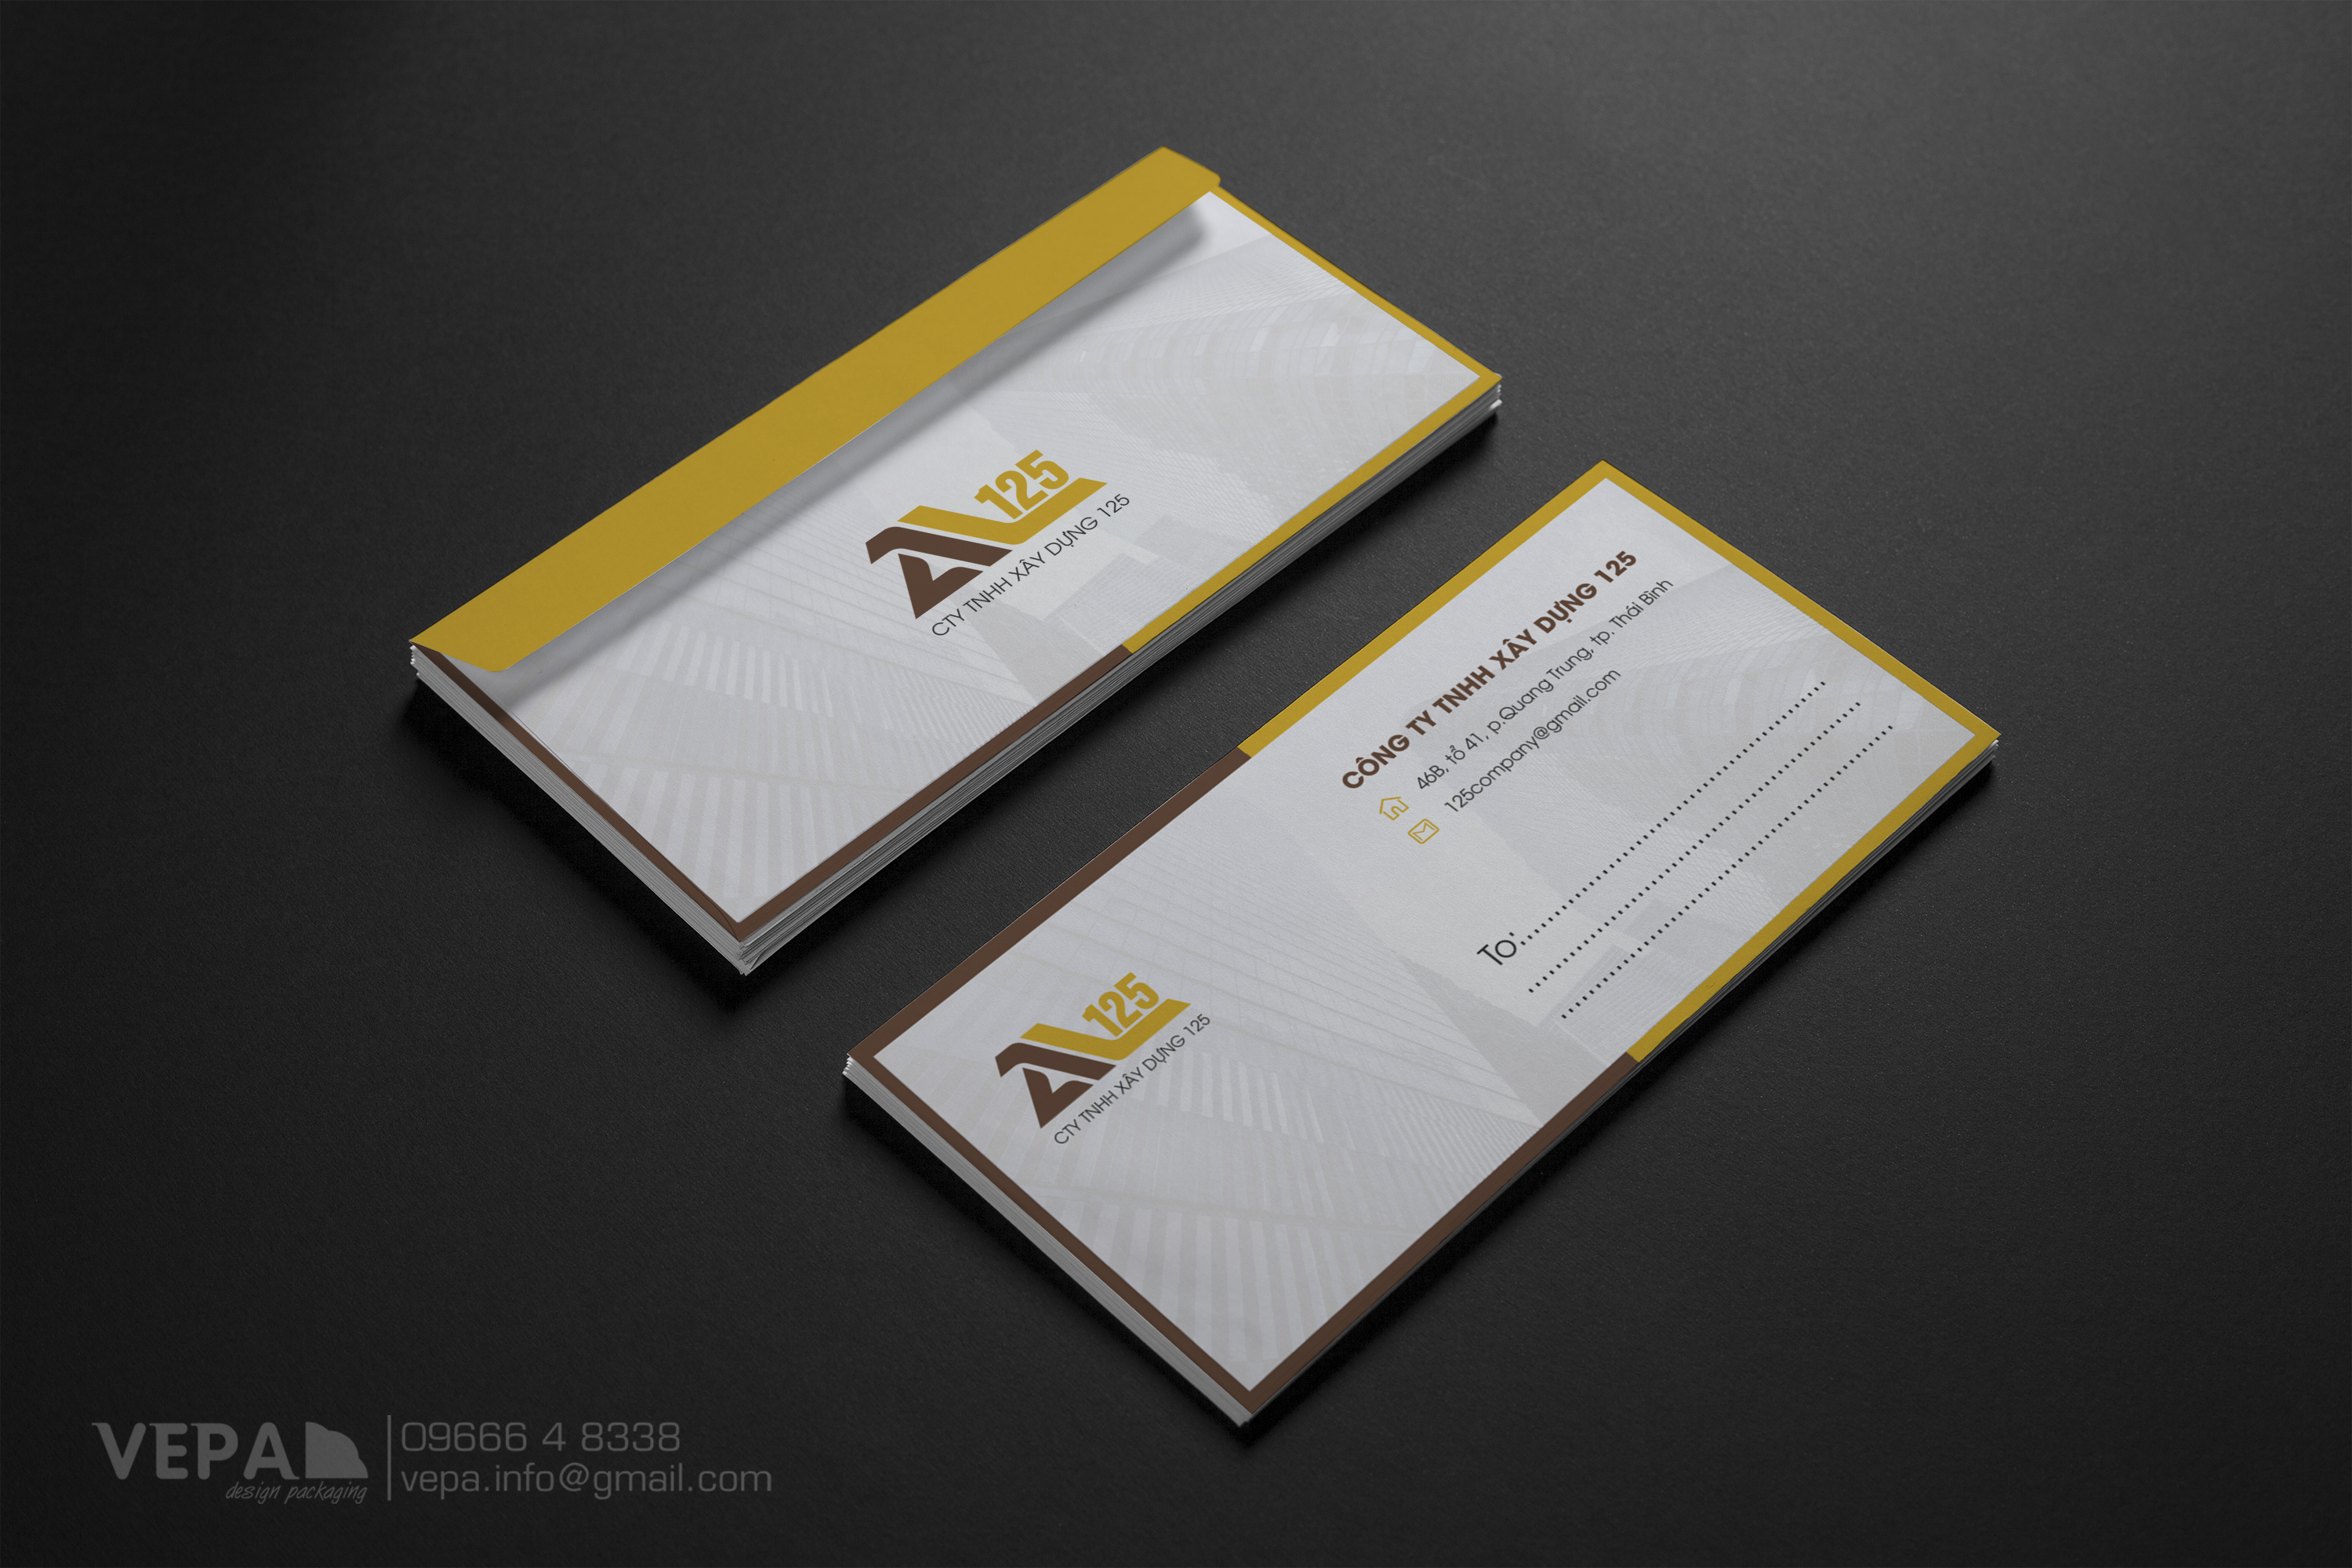 125
CTY TNHH XÂY DỰNG 125
CÔNG TY TNHH XÂY DỰNG 125
46B, tổ 41, p.Quang Trung, tp. Thái Bình
125company@gmail.com
To:
125
CTY TNHH XÂY DỰNG 125
VEPA
design packaging
09666 4 8338
vepa.info@gmail.com